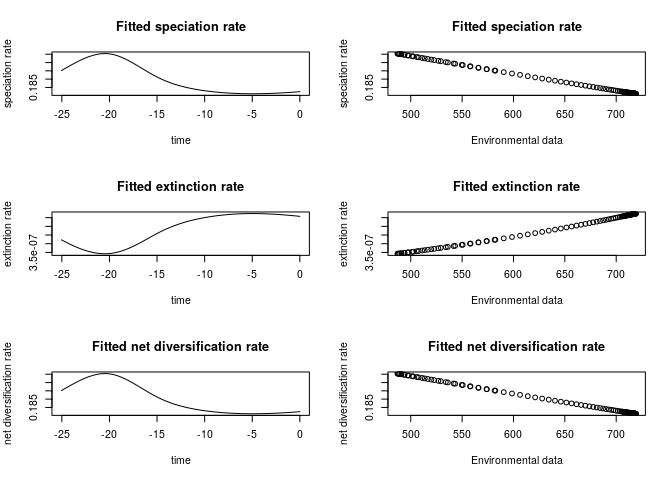 Fitted speciation rate
speciation rate
0.185
-25 -20 -15 -10 -5 0
time
Fitted speciation rate
speciation rate
0.185
500 550 600 650 700
Environmental data
Fitted extinction rate
extinction rate
3.5e-07
-25 -20 -15 -10 -5 0
time
Fitted extinction rate
extinction rate
3.5e-07
500 550 600 650 700
Environmental data
Fitted net diversification rate
net diversification rate
0.185
-25 -20 -15 -10 -5 0
time
Fitted net diversification rate
net diversification rate
0.185
500 550 600 650 700
Environmental data